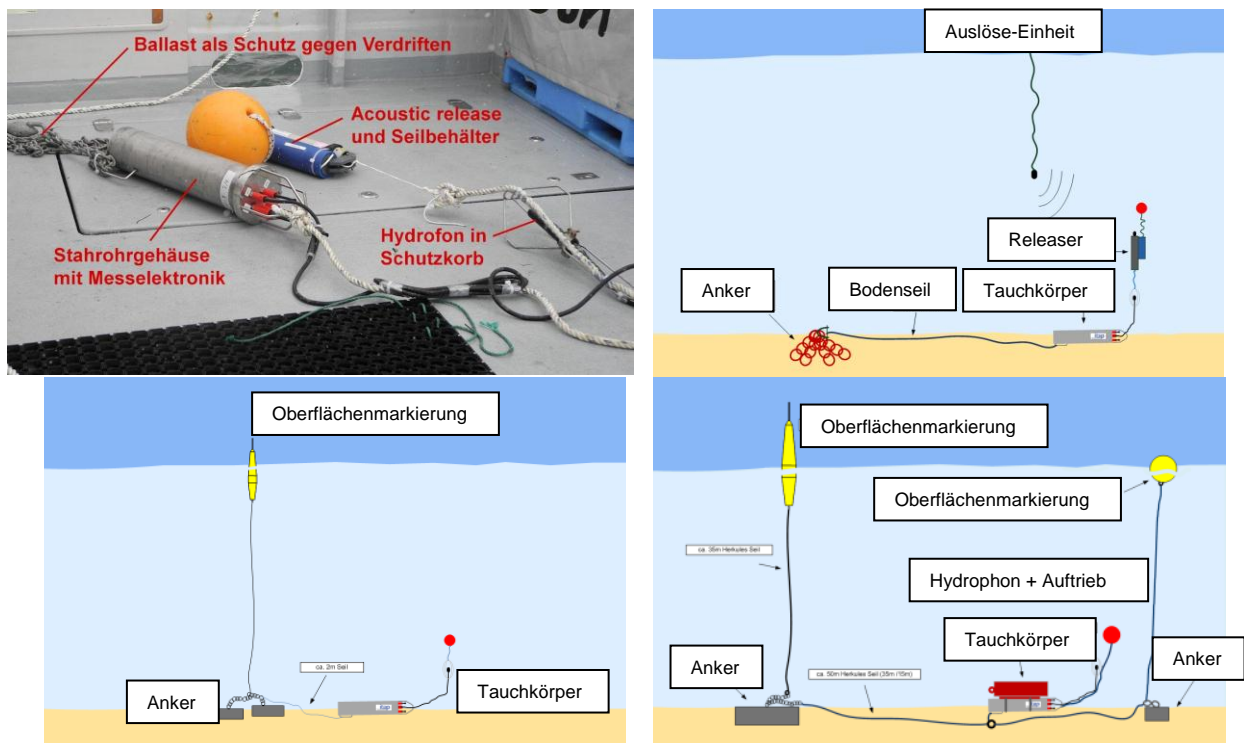 Ballast als Schutz gegen Verdriften
Acoustic release
und Seilbehälter
Hydrofon in
Schutzkorb
Stahrohrgehäuse
mit Messelektronik
Auslöse-Einheit
Releaser
Anker
Bodenseil
Tauchkörper
Oberflächenmarkierung
ca. 2m Seil
Anker
Tauchkörper
Oberflächenmarkierung
Oberflächenmarkierung
ca. 35m Herkules Seil
Hydrophon + Auftrieb
Tauchkörper
Anker
Anker
ca. 50m Herkules Seil (35m /15m)